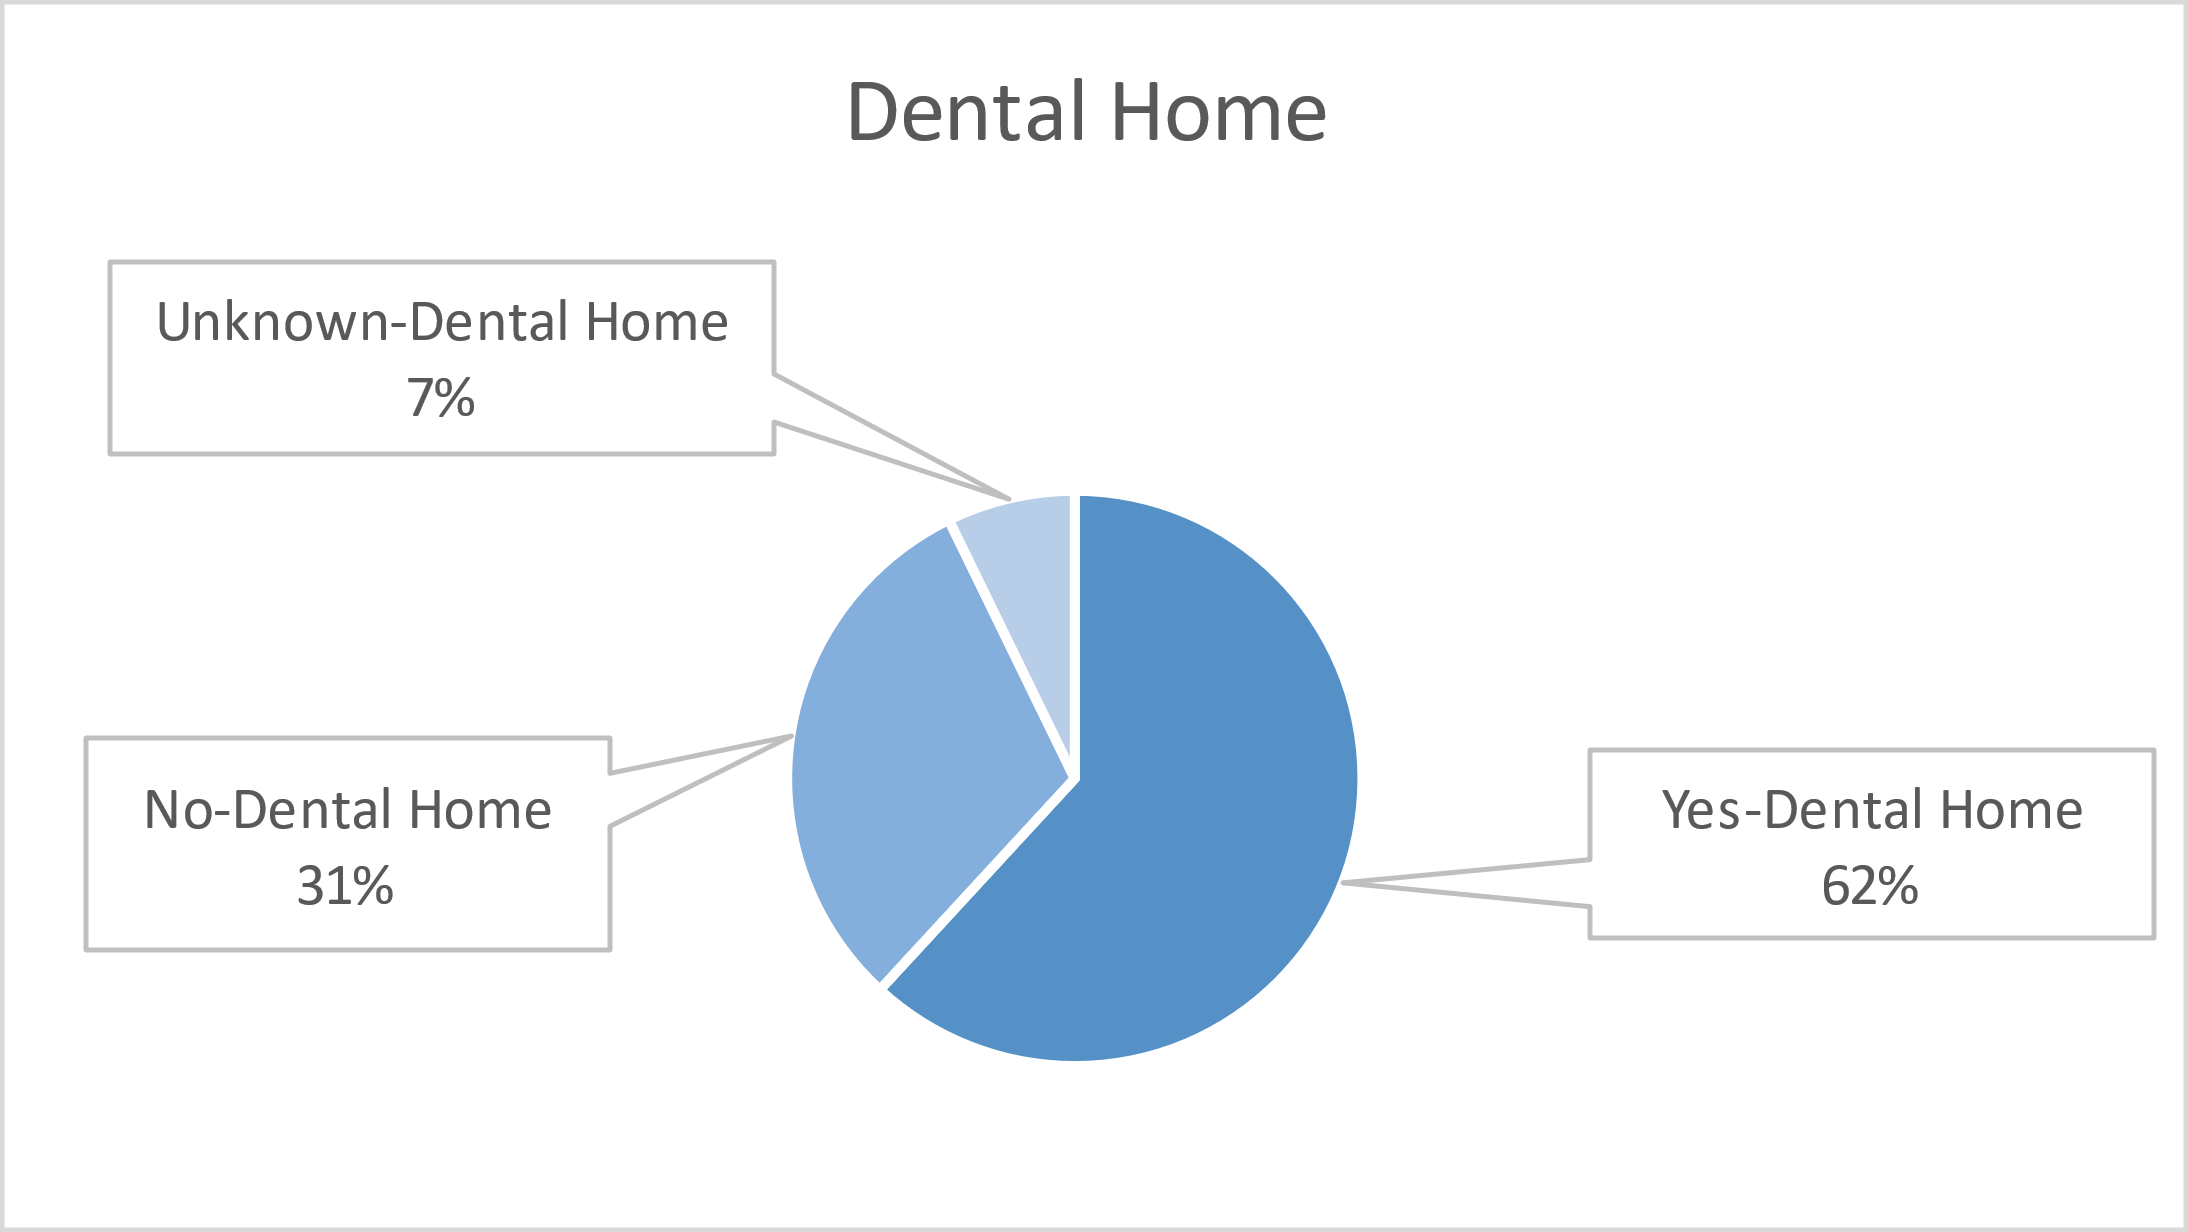 Dental Home
Unknown-Dental Home
7%
No-Dental Home
31%
Yes-Dental Home
62%